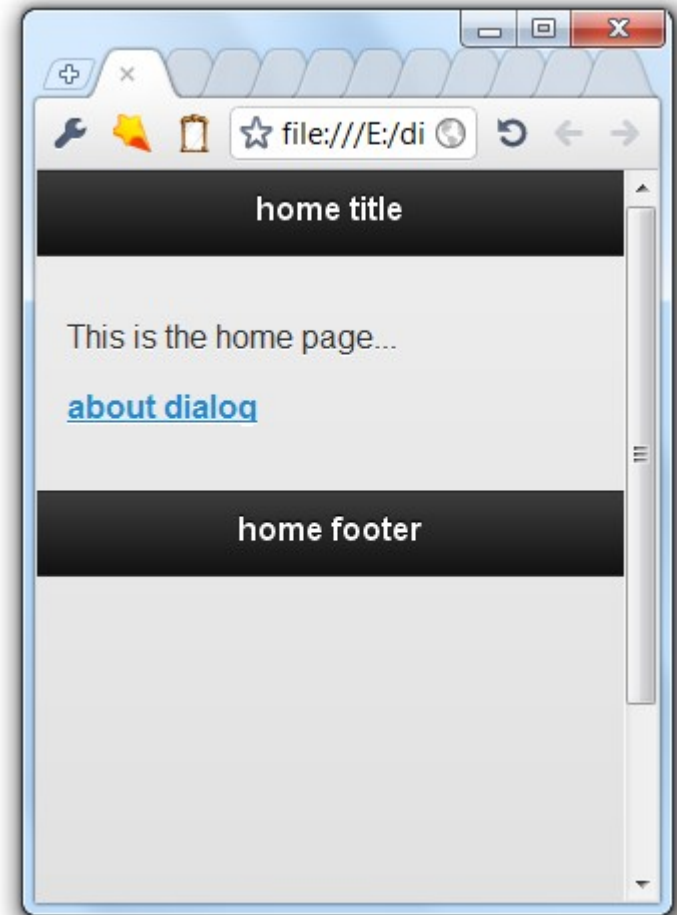 file:///E:/di
home title
This is the home page...
about dialog
home footer